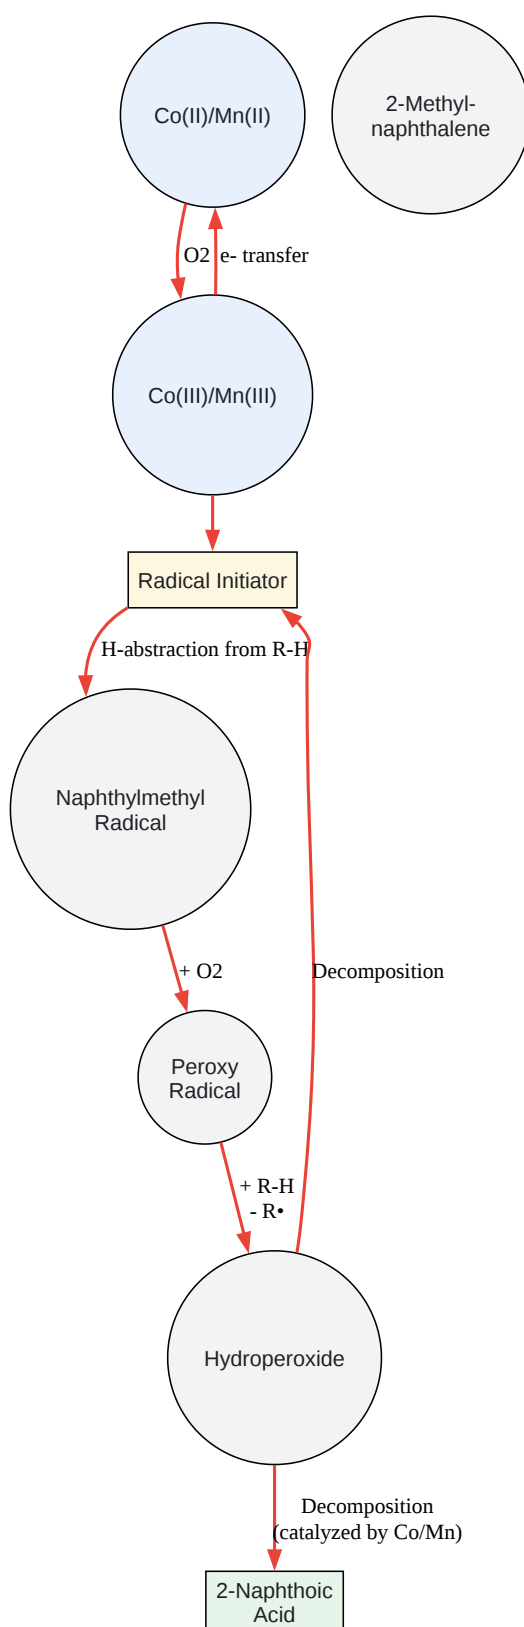 Co(II)/Mn(II)
2-Methyl-
naphthalene
O2
e- transfer
Co(III)/Mn(III)
Radical Initiator
H-abstraction from R-H
Naphthylmethyl
Radical
+ O2
Decomposition
Peroxy
Radical
+ R-H
- R•
Hydroperoxide
Decomposition
(catalyzed by Co/Mn)
2-Naphthoic
Acid